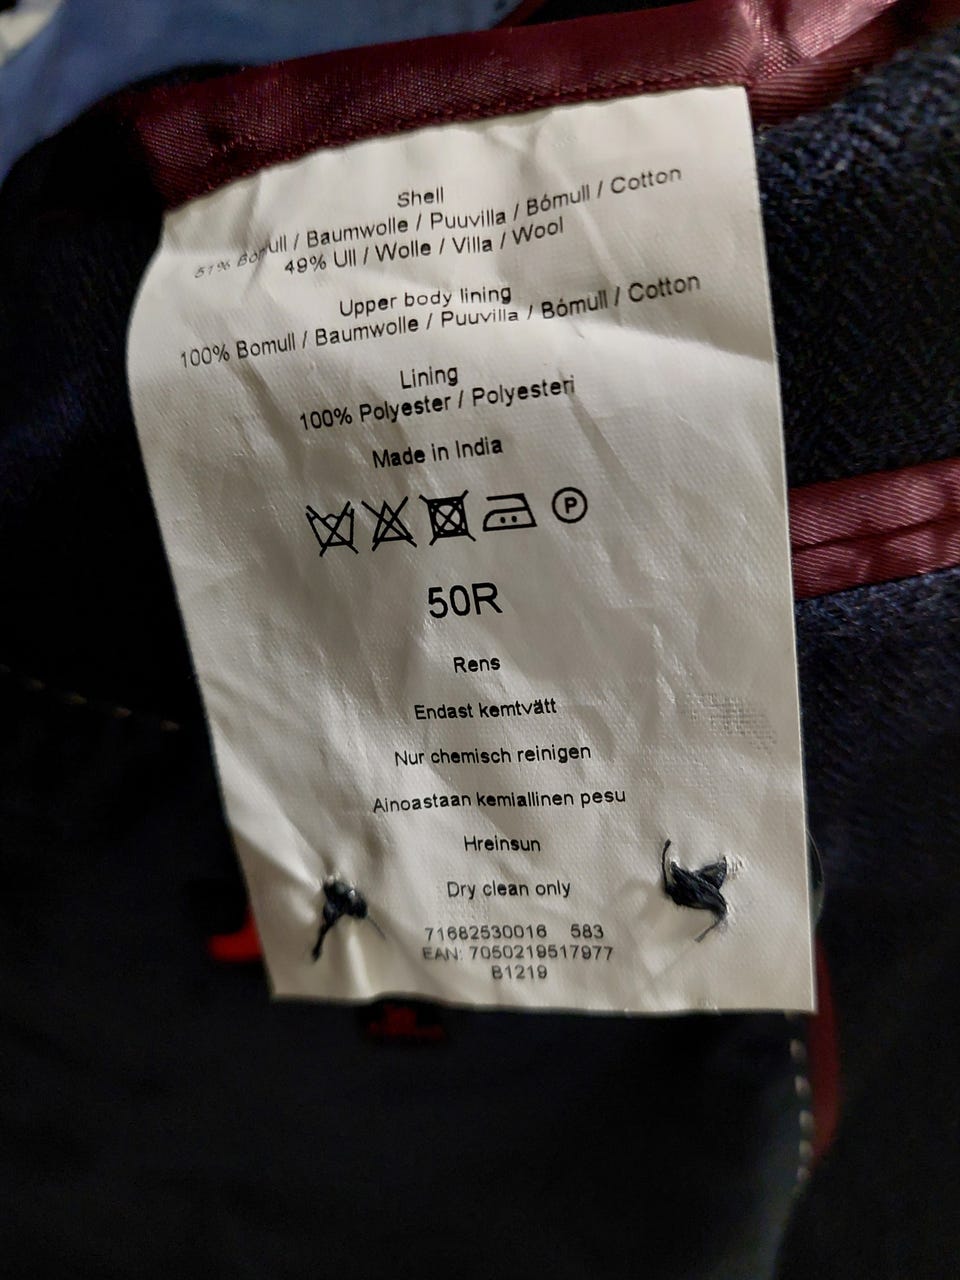 Shell
51% Bomull / Baumwolle / Puuvilla / Bómull / Cotton
49% Ull / Wolle / Villa / Wool
Upper body lining
100% Bomull / Baumwolle / Puuvilla / Bómull / Cotton
Lining
100% Polyester / Polyesteri
Made in India
P
50R
Rens
Endast kemtvätt
Nur chemisch reinigen
Ainoastaan kemiallinen pesu
Hreinsun
Dry clean only
71682530016 583
EAN: 7050219517977
B1219